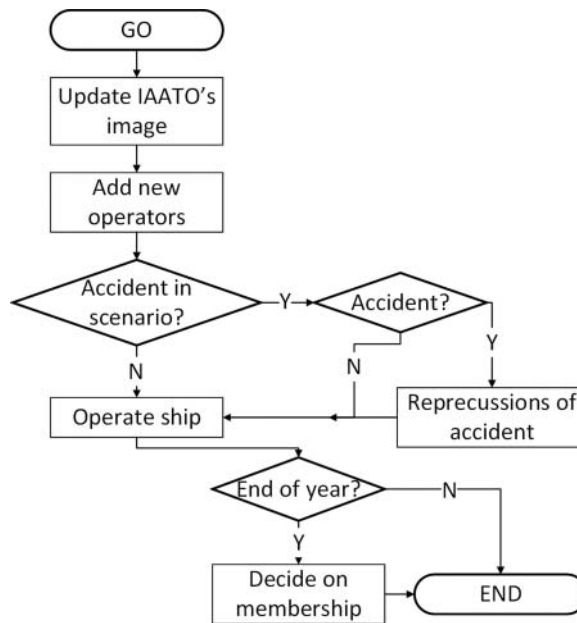 GO
Update IAATO's
image
Add new
operators
Accident in
scenario?
Y
Accident?
N
Y
N
Operate ship
Reprecussions of
accident
End of year?
N
Y
Decide on
membership
END